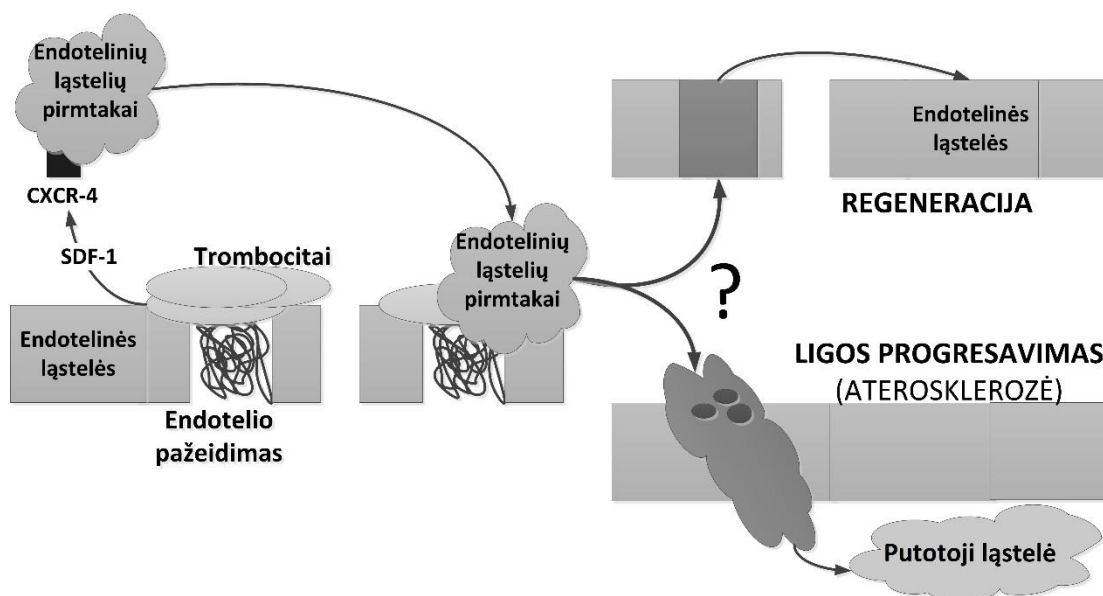 Endotelinių
ląstelių
pirmtakai
CXCR-4
SDF-1
Trombocitai
Endotelinės
ląstelės
Endotelio
pažeidimas
Endotelinių
ląstelių
pirmtakai
?
Endotelinės
ląstelės
REGENERACIJA
LIGOS PROGRESAVIMAS
(ATEROSKLEROZĖ)
Putotoji ląstelė